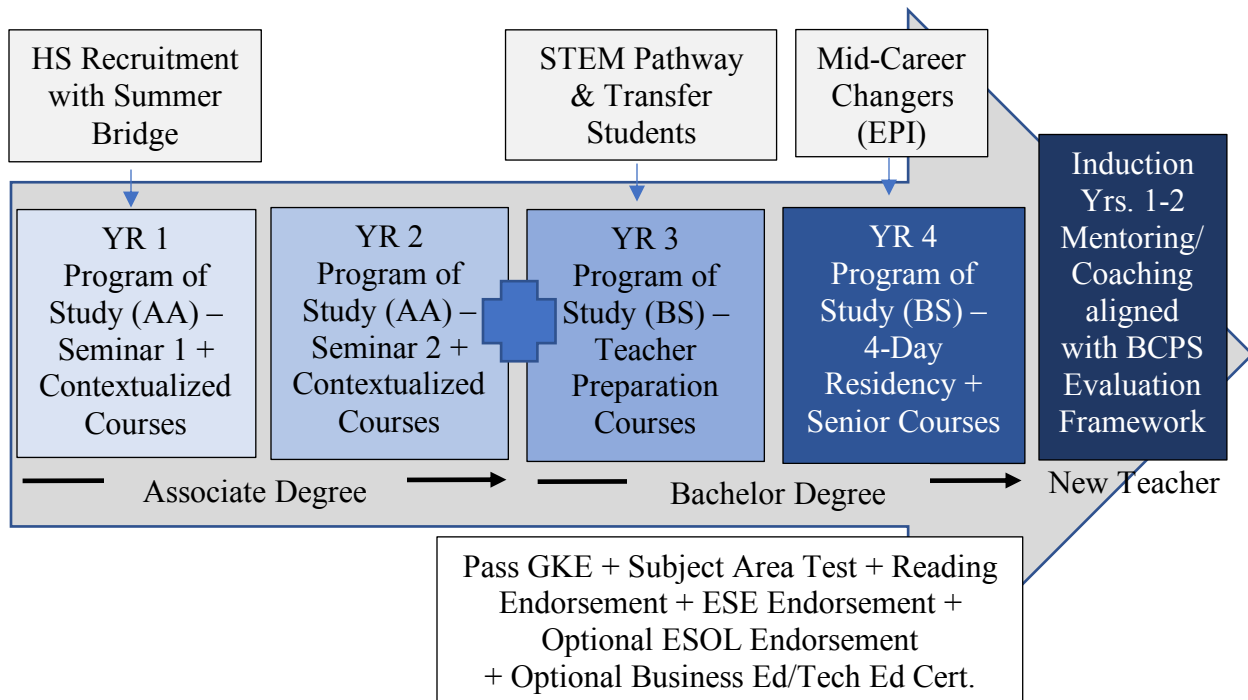 HS Recruitment
with Summer
Bridge
STEM Pathway
& Transfer
Students
Mid-Career
Changers
(EPI)
YR 1
Program of
Study (AA) –
Seminar 1 +
Contextualized
Courses
YR 2
Program of
Study (AA) –
Seminar 2 +
Contextualized
Courses
YR 3
Program of
Study (BS) –
Teacher
Preparation
Courses
YR 4
Program of
Study (BS) –
4-Day
Residency +
Senior Courses
Induction
Yrs. 1-2
Mentoring/
Coaching
aligned
with BCPS
Evaluation
Framework
Associate Degree
Bachelor Degree
New Teacher
Pass GKE + Subject Area Test + Reading
Endorsement + ESE Endorsement +
Optional ESOL Endorsement
+ Optional Business Ed/Tech Ed Cert.